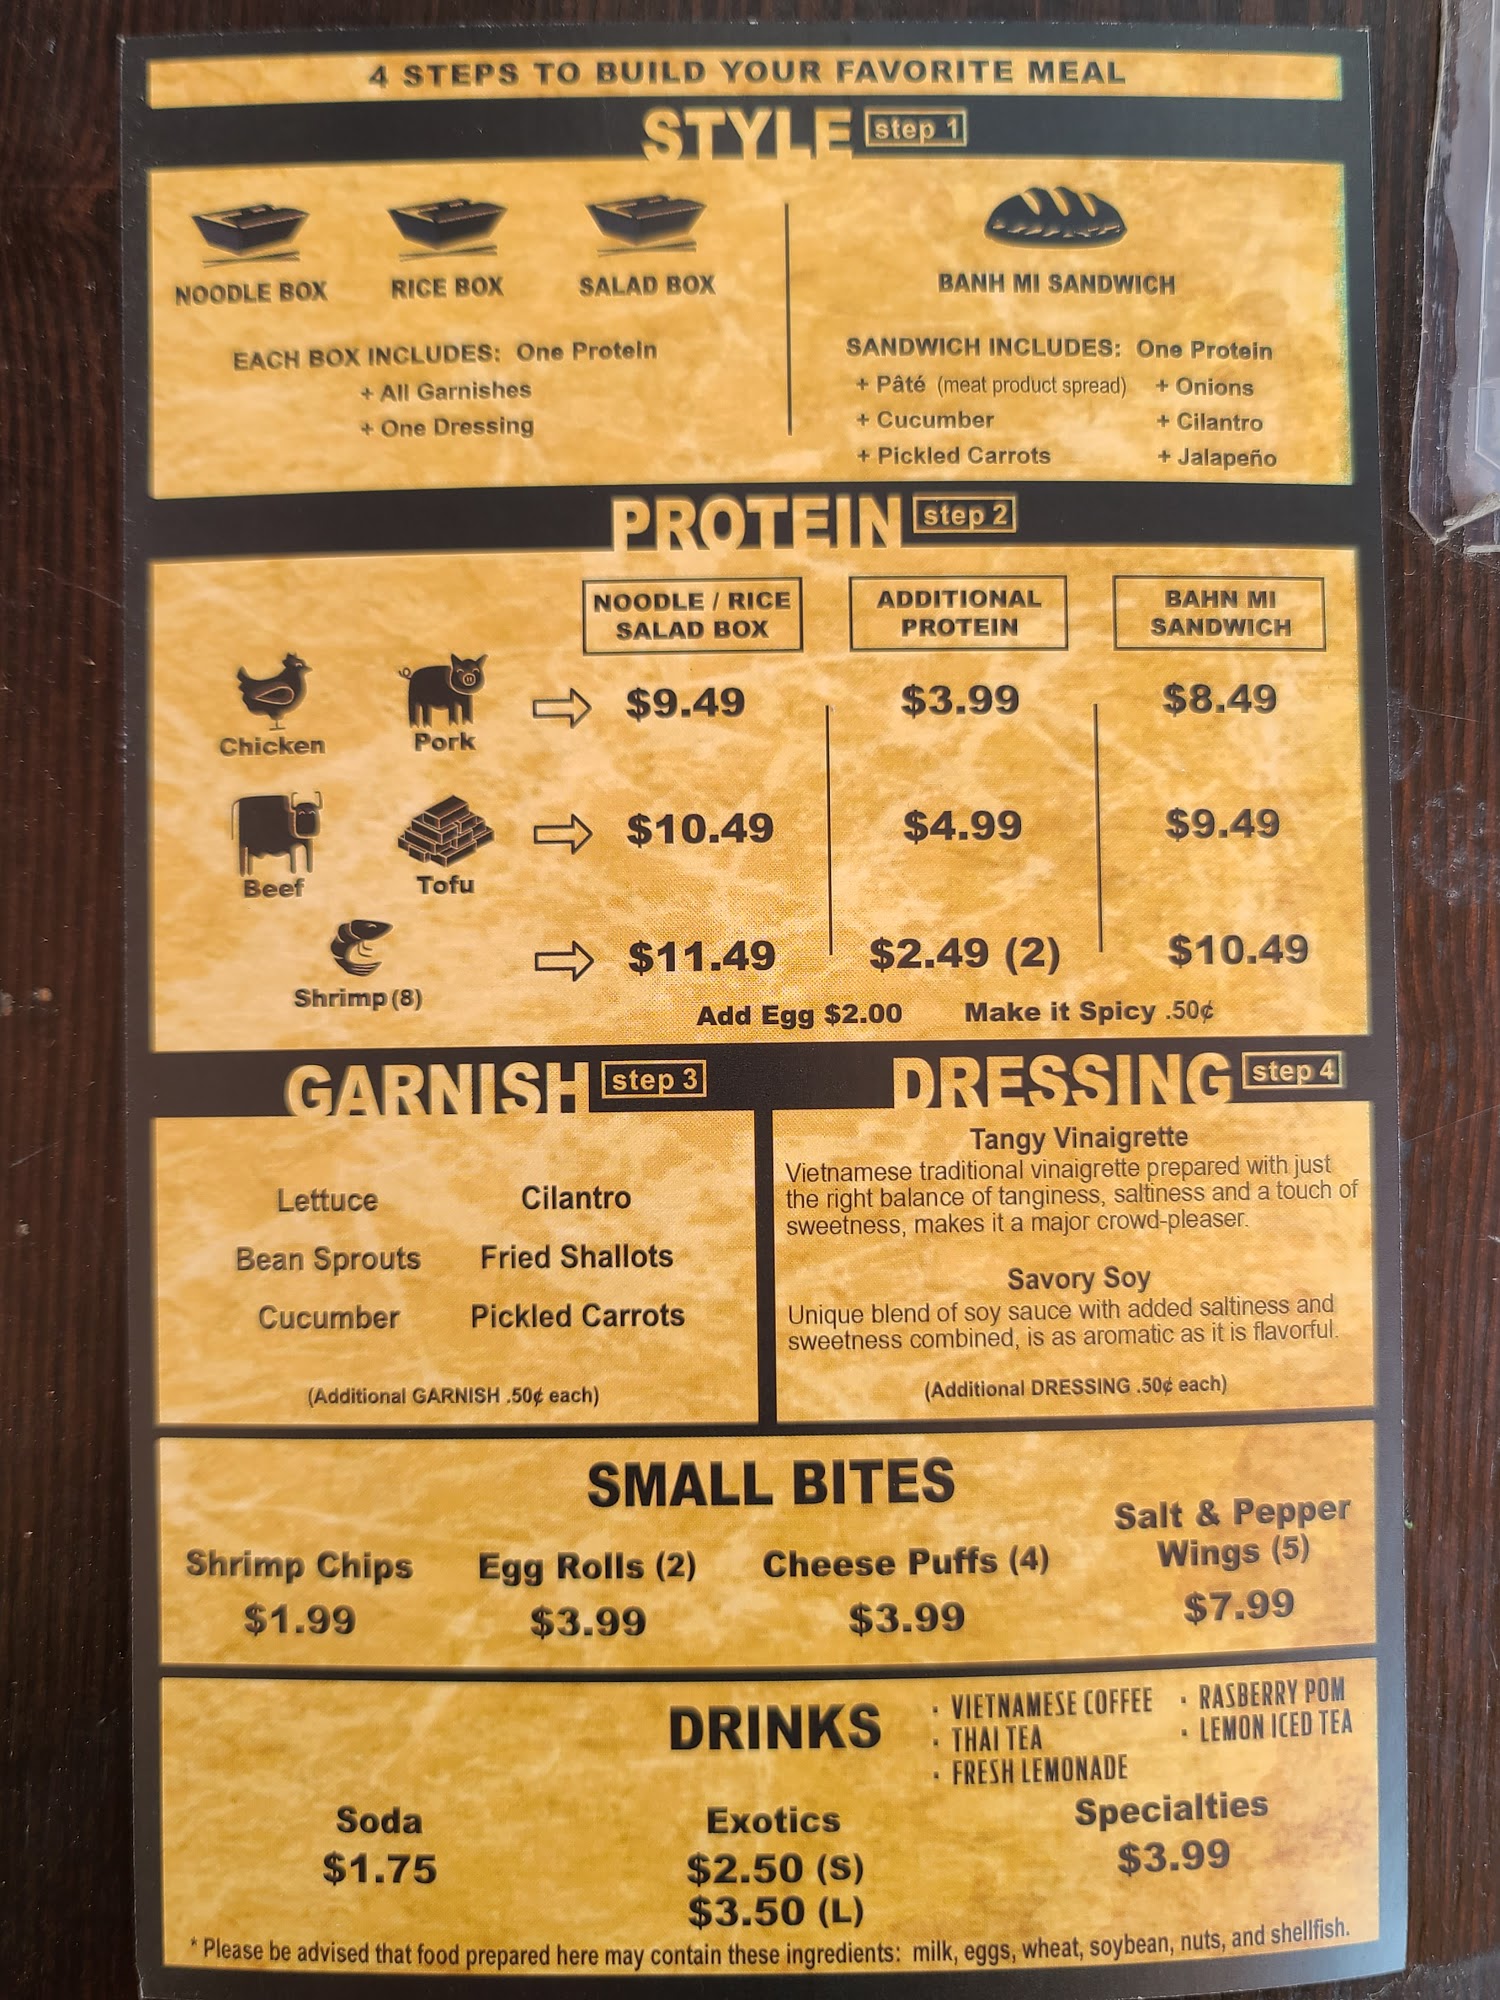 4 STEPS TO BUILD YOUR FAVORITE MEAL
STYLE step 1
NOODLE BOX
RICE BOX
SALAD BOX
EACH BOX INCLUDES: One Protein
+ All Garnishes
+ One Dressing
BANH MI SANDWICH
SANDWICH INCLUDES: One Protein
+ Pâté (meat product spread) + Onions
+ Cucumber + Cilantro
+ Pickled Carrots + Jalapeño
PROTEIN step 2
NOODLE / RICE
SALAD BOX
ADDITIONAL
PROTEIN
BAHN MI
SANDWICH
Chicken Pork $9.49 $3.99 $8.49
Beef Tofu $10.49 $4.99 $9.49
Shrimp (8) $11.49 $2.49 (2) $10.49
Add Egg $2.00 Make it Spicy .50¢
GARNISH step 3
Lettuce Cilantro
Bean Sprouts Fried Shallots
Cucumber Pickled Carrots
(Additional GARNISH .50¢ each)
DRESSING step 4
Tangy Vinaigrette
Vietnamese traditional vinaigrette prepared with just
the right balance of tanginess, saltiness and a touch of
sweetness, makes it a major crowd-pleaser.
Savory Soy
Unique blend of soy sauce with added saltiness and
sweetness combined, is as aromatic as it is flavorful.
(Additional DRESSING .50¢ each)
SMALL BITES
Shrimp Chips
$1.99
Egg Rolls (2)
$3.99
Cheese Puffs (4)
$3.99
Salt & Pepper
Wings (5)
$7.99
DRINKS
• VIETNAMESE COFFEE
• THAI TEA
• FRESH LEMONADE
• RASBERRY POM
• LEMON ICED TEA
Soda
$1.75
Exotics
$2.50 (S)
$3.50 (L)
Specialties
$3.99
* Please be advised that food prepared here may contain these ingredients: milk, eggs, wheat, soybean, nuts, and shellfish.